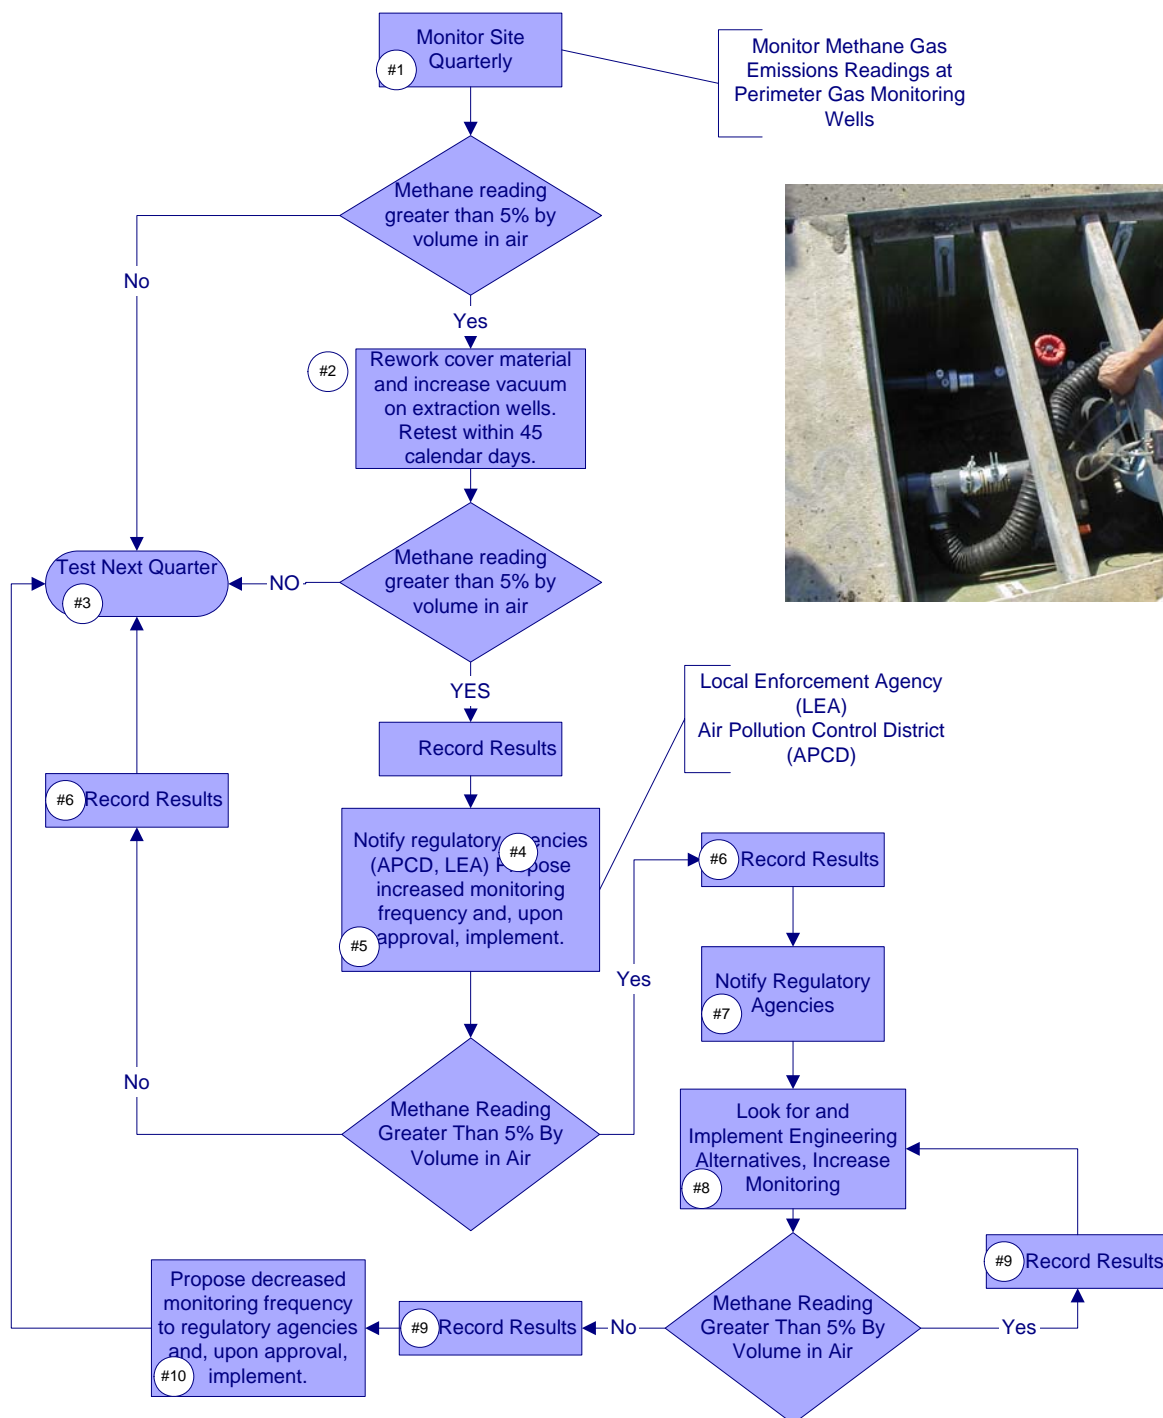 Monitor Site
Quarterly
#1
Monitor Methane Gas
Emissions Readings at
Perimeter Gas Monitoring
Wells
Methane reading
greater than 5% by
volume in air
No
Yes
#2
Rework cover material
and increase vacuum
on extraction wells.
Retest within 45
calendar days.
Test Next Quarter
#3
NO
Methane reading
greater than 5% by
volume in air
YES
Local Enforcement Agency
(LEA)
Air Pollution Control District
(APCD)
Record Results
#6 Record Results
Notify regulatory agencies
#4
(APCD, LEA) Propose
increased monitoring
frequency and, upon
approval, implement.
#5
#6 Record Results
Yes
Notify Regulatory
Agencies
#7
No
Methane Reading
Greater Than 5% By
Volume in Air
Look for and
Implement Engineering
Alternatives, Increase
Monitoring
#8
#9 Record Results
Propose decreased
monitoring frequency
to regulatory agencies
and, upon approval,
implement.
#10
#9 Record Results
No
Methane Reading
Greater Than 5% By
Volume in Air
Yes